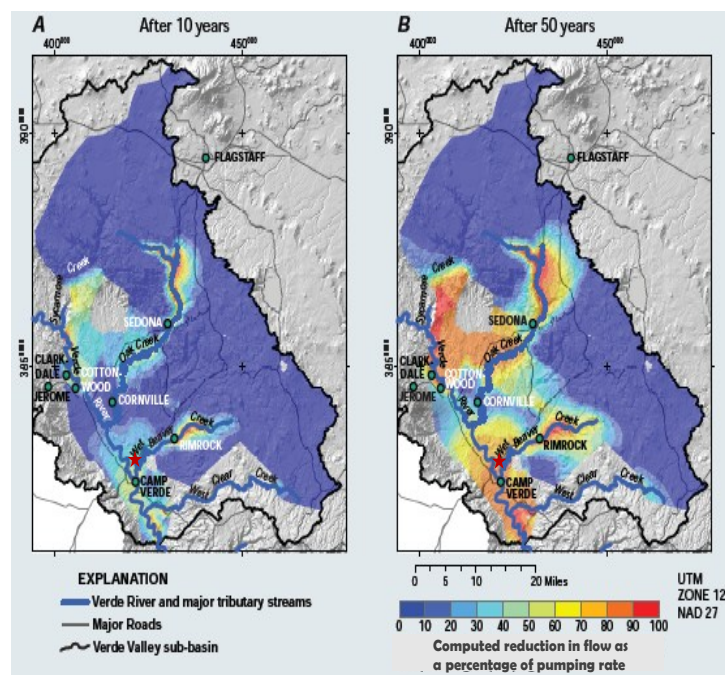 A After 10 years
400⁰⁰⁰ 450⁰⁰⁰
390
385
FLAGSTAFF
Sycamore Creek
SEDONA
Oak Creek
CLARK-
DALE
Verde River
COTTON-
WOOD
JEROME
CORNVILLE
Wet Beaver Creek
RIMROCK
CAMP
VERDE
West Clear Creek
B After 50 years
400⁰⁰⁰ 450⁰⁰⁰
390
385
FLAGSTAFF
Sycamore Creek
SEDONA
Oak Creek
CLARK-
DALE
Verde River
COTTON-
WOOD
JEROME
CORNVILLE
Wet Beaver Creek
RIMROCK
CAMP
VERDE
West Clear Creek
EXPLANATION
Verde River and major tributary streams
Major Roads
Verde Valley sub-basin
0 5 10 20 Miles
UTM
ZONE 12
NAD 27
0 10 20 30 40 50 60 70 80 90 100
Computed reduction in flow as
a percentage of pumping rate